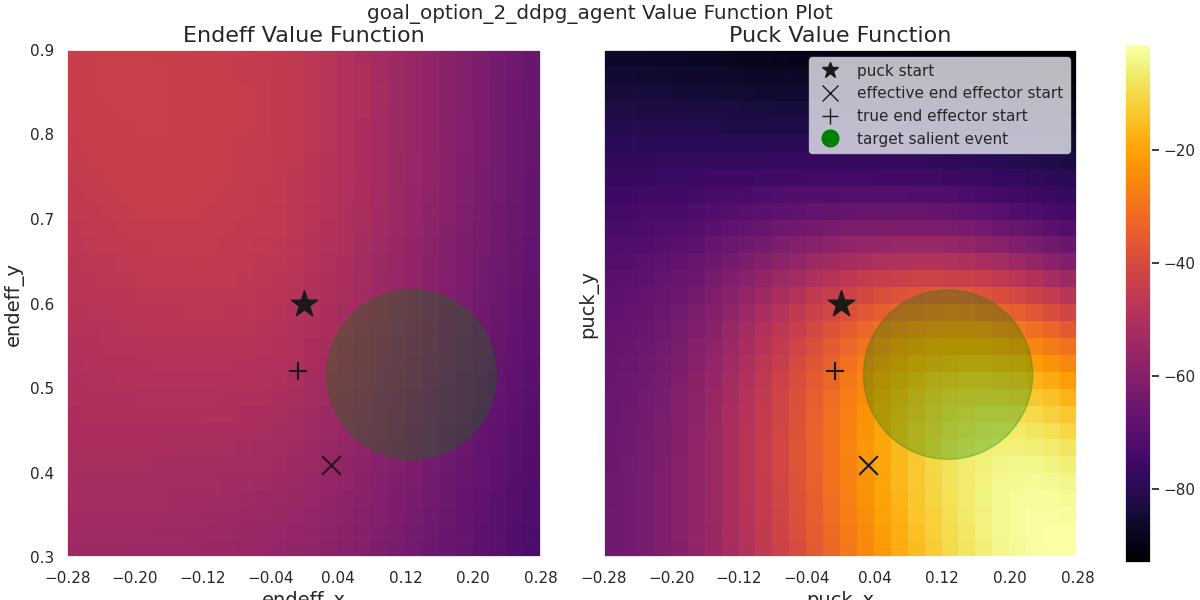 goal_option_2_ddpg_agent Value Function Plot
Endeff Value Function
Puck Value Function
0.9
0.8
0.7
0.6
0.5
0.4
0.3
endeff_y
−0.28 −0.20 −0.12 −0.04 0.04 0.12 0.20 0.28
endeff_x
puck start
effective end effector start
true end effector start
target salient event
puck_y
−0.28 −0.20 −0.12 −0.04 0.04 0.12 0.20 0.28
puck_x
−20
−40
−60
−80